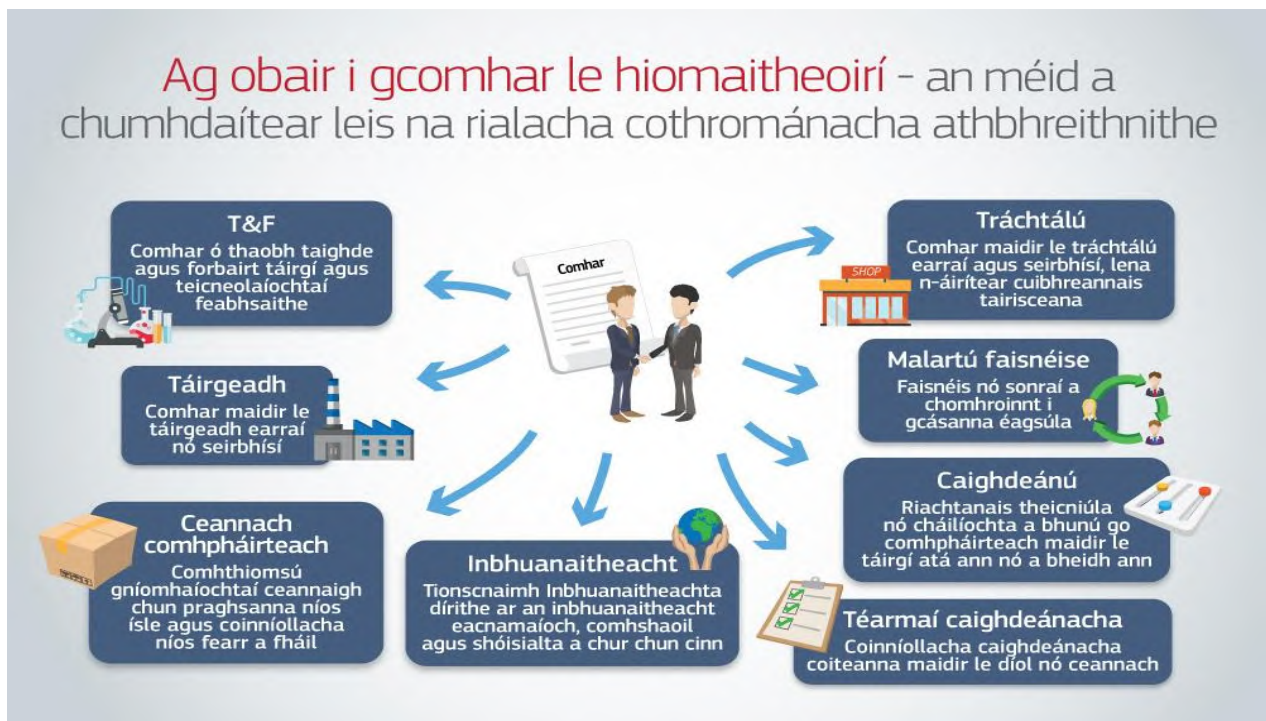 Ag obair i gcomhar le hiomaitheoirí - an méid a
chumhdaítear leis na rialacha cothrománacha athbhreithnithe
T&F
Comhar ó thaobh taighde
agus forbairt táirgí agus
teicneolaíochtaí
feabhsaithe
Táirgeadh
Comhar maidir le
táirgeadh earraí
nó seirbhísí
Ceannach
comhpháirteach
Comhthiomsú
gníomhaíochtaí ceannaigh
chun praghsanna níos
ísle agus coinníollacha
níos fearr a fháil
Comhar
Inbhuanaitheacht
Tionscnaimh Inbhuanaitheachta
dírithe ar an inbhuanaitheacht
eacnamaíoch, comhshaoil
agus shóisialta a chur chun cinn
Tráchtálú
Comhar maidir le tráchtálú
earraí agus seirbhísí, lena
n-áirítear cuibhreannais
tairisceana
SHOP
Malartú faisnéise
Faisnéis nó sonraí a
chomhroinnt i
gcásanna éagsúla
Caighdeánú
Riachtanais theicniúla
nó cháilíochta a bhunú go
comhpháirteach maidir le
táirgí atá ann nó a bheidh ann
Téarmaí caighdeánacha
Coinníollacha caighdeánacha
coiteanna maidir le díol nó ceannach